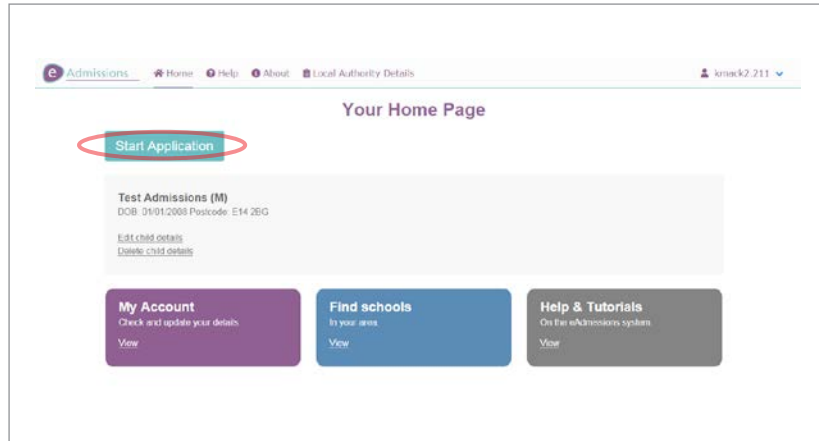 e Admissions Home Help About Local Authority Details kmack2.211
Your Home Page
Start Application
Test Admissions (M)
DOB: 01/01/2008 Postcode: E14 2BG
Edit child details
Delete child details
My Account
Check and update your details
View
Find schools
In your area
View
Help & Tutorials
On the eAdmissions system.
View